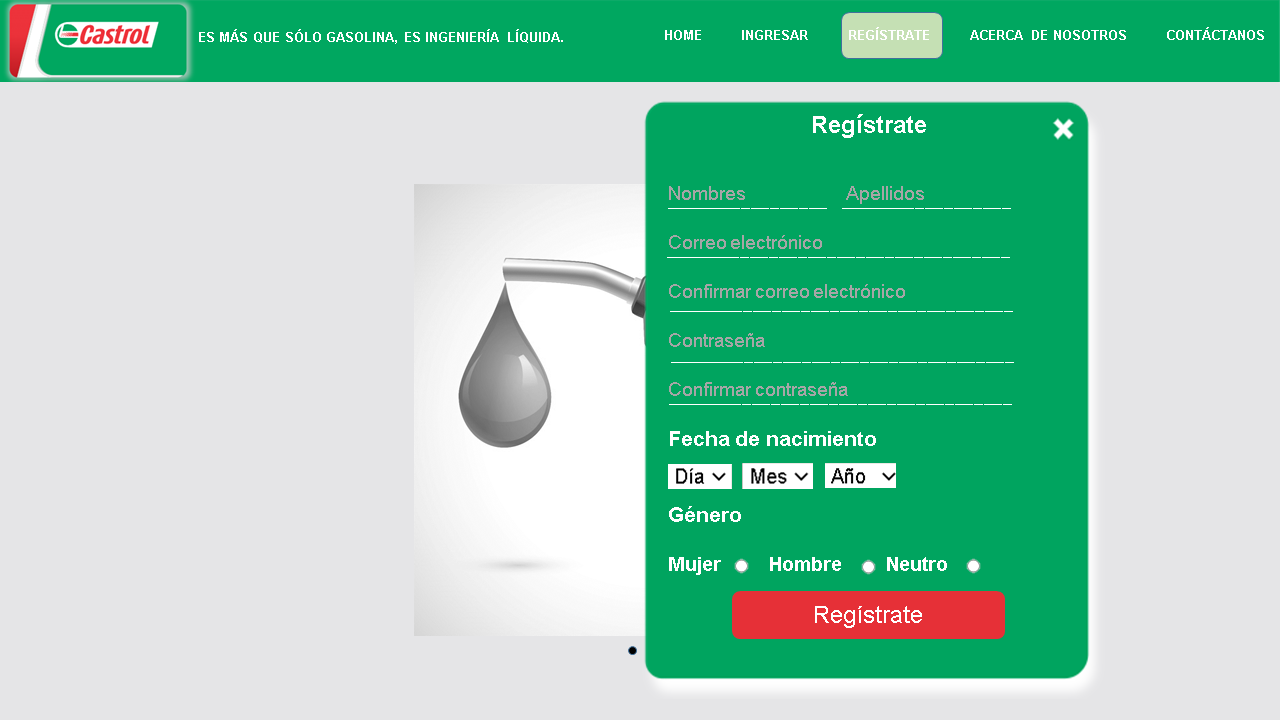 Castrol
ES MÁS QUE SÓLO GASOLINA, ES INGENIERÍA LÍQUIDA.
HOME INGRESAR REGÍSTRATE ACERCA DE NOSOTROS CONTÁCTANOS
Regístrate
Nombres Apellidos
Correo electrónico
Confirmar correo electrónico
Contraseña
Confirmar contraseña
Fecha de nacimiento
Día Mes Año
Género
Mujer Hombre Neutro
Regístrate